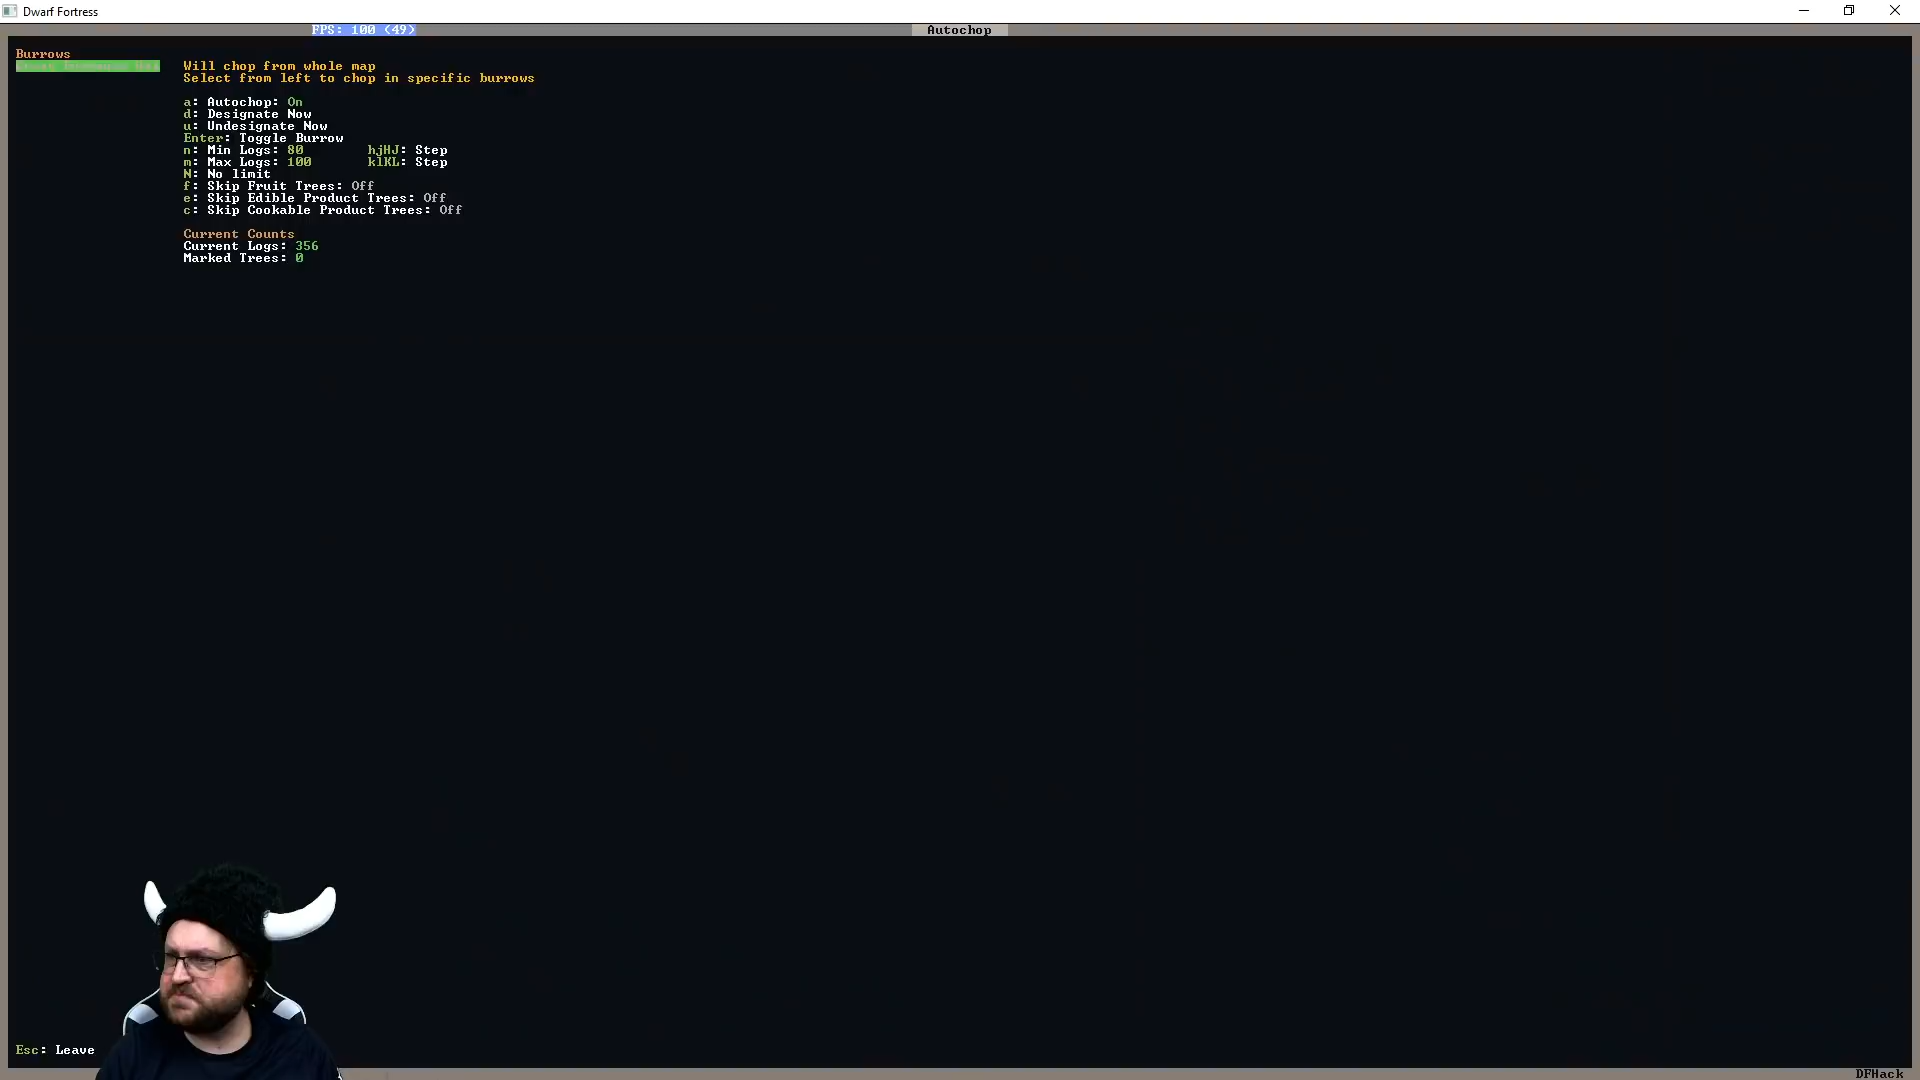 Dwarf Fortress
FPS: 100 (49)
Autochop
Burrows
Will chop from whole map
Select from left to chop in specific burrows
a: Autochop: On
d: Designate Now
u: Undesignate Now
Enter: Toggle Burrow
n: Min Logs: 80 hjHJ: Step
m: Max Logs: 100 klKL: Step
N: No limit
f: Skip Fruit Trees: Off
e: Skip Edible Product Trees: Off
c: Skip Cookable Product Trees: Off
Current Counts
Current Logs: 356
Marked Trees: 0
Esc: Leave
DFHack